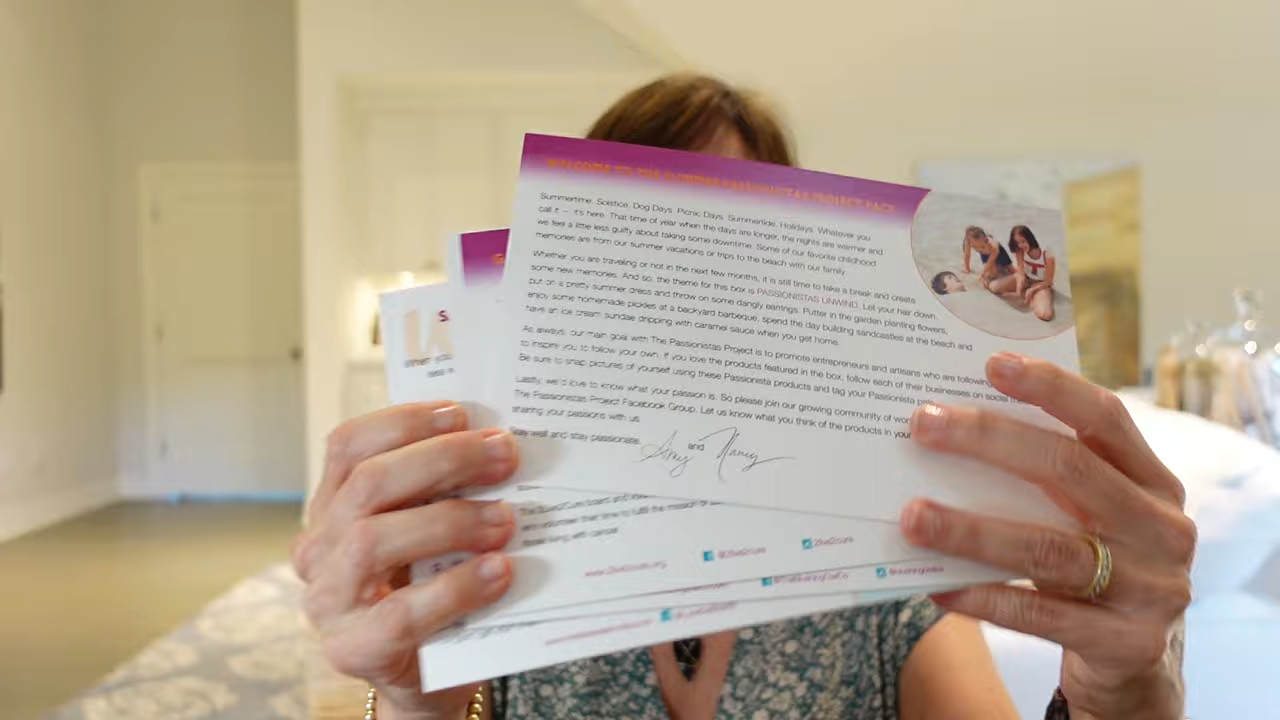 WELCOME TO THE SUMMER PASSIONISTAS PROJECT PACK
Summertime. Solstice. Dog Days. Picnic Days. Summertide. Holidays. Whatever you
call it — it's here. That time of year when the days are longer, the nights are warmer and
we feel a little less guilty about taking some downtime. Some of our favorite childhood
memories are from our summer vacations or trips to the beach with our family.
Whether you are traveling or not in the next few months, it is still time to take a break and create
some new memories. And so, the theme for this box is PASSIONISTAS UNWIND. Let your hair down,
put on a pretty summer dress and throw on some dangly earrings. Putter in the garden planting flowers,
enjoy some homemade pickles at a backyard barbeque, spend the day building sandcastles at the beach and
have an ice cream sundae dripping with caramel sauce when you get home.
As always, our main goal with The Passionistas Project is to promote entrepreneurs and artisans who are following
to inspire you to follow your own. If you love the products featured in the box, follow each of their businesses on social
Be sure to snap pictures of yourself using these Passionista products and tag your Passionista
Lastly, we'd love to know what your passion is. So please join our growing community of
The Passionistas Project Facebook Group. Let us know what you think of the products in your
sharing your passions with us.
Stay well and stay passionate, Amy and Nancy